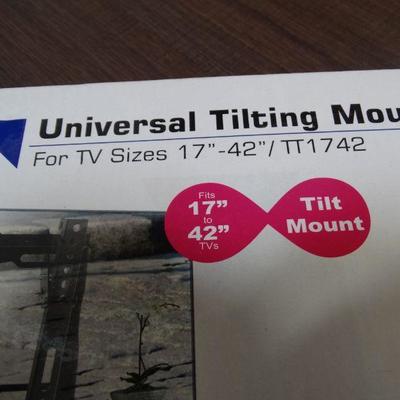 Universal Tilting Mou
For TV Sizes 17"-42"/ TT1742
Fits
17"
to
42"
TVs
Tilt
Mount